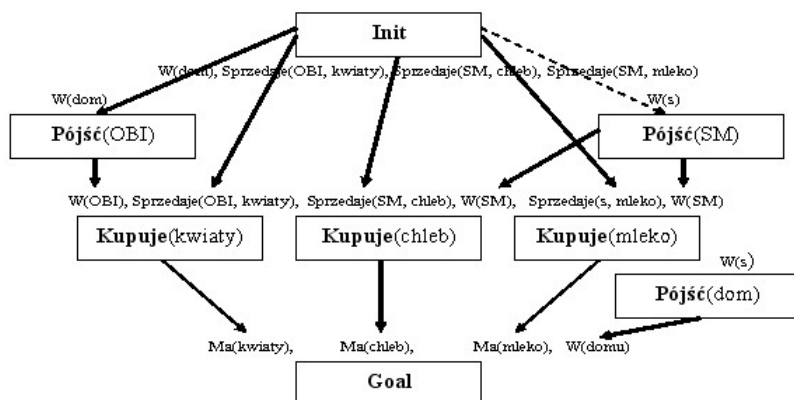 Init
W(dom), Sprzedaje(OBI, kwiaty), Sprzedaje(SM, chleb), Sprzedaje(SM, mleko)
W(dom)
W(s)
Pójść(OBI)
Pójść(SM)
W(OBI), Sprzedaje(OBI, kwiaty), Sprzedaje(SM, chleb), W(SM), Sprzedaje(s, mleko), W(SM)
Kupuje(kwiaty)
Kupuje(chleb)
Kupuje(mleko)
W(s)
Pójść(dom)
Ma(kwiaty), Ma(chleb), Ma(mleko), W(domu)
Goal